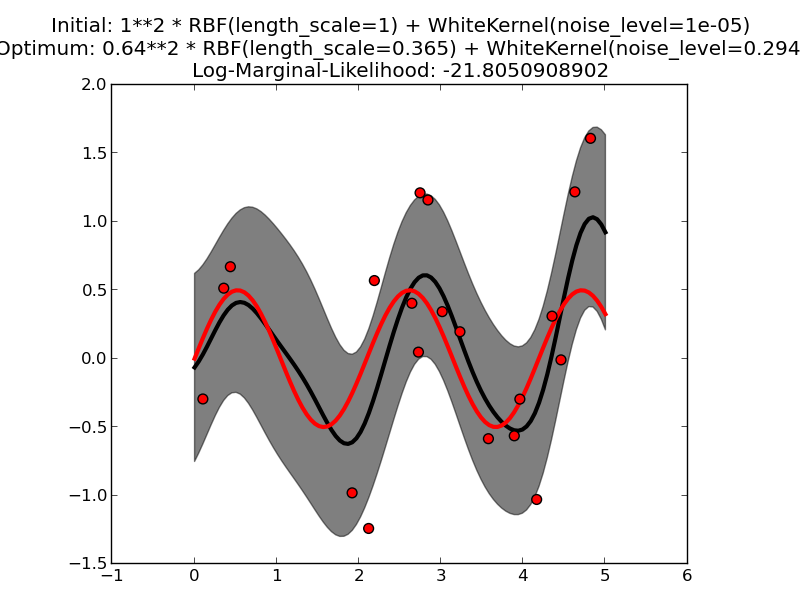 Initial: 1**2 * RBF(length_scale=1) + WhiteKernel(noise_level=1e-05)
Optimum: 0.64**2 * RBF(length_scale=0.365) + WhiteKernel(noise_level=0.294
Log-Marginal-Likelihood: -21.8050908902
2.0
1.5
1.0
0.5
0.0
−0.5
−1.0
−1.5
−1 0 1 2 3 4 5 6